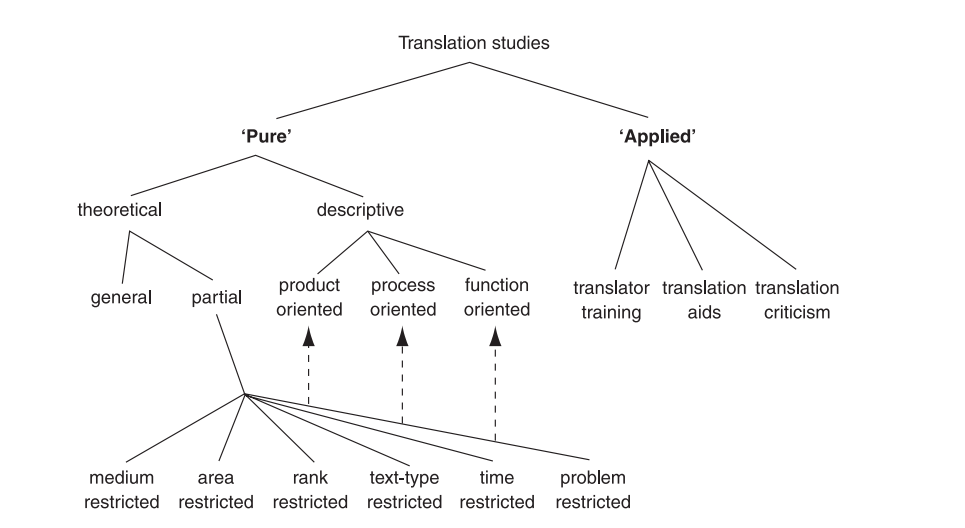 Translation studies
‘Pure’ ‘Applied’
theoretical descriptive
general partial
product oriented
process oriented
function oriented
translator training
translation aids
translation criticism
medium restricted
area restricted
rank restricted
text-type restricted
time restricted
problem restricted